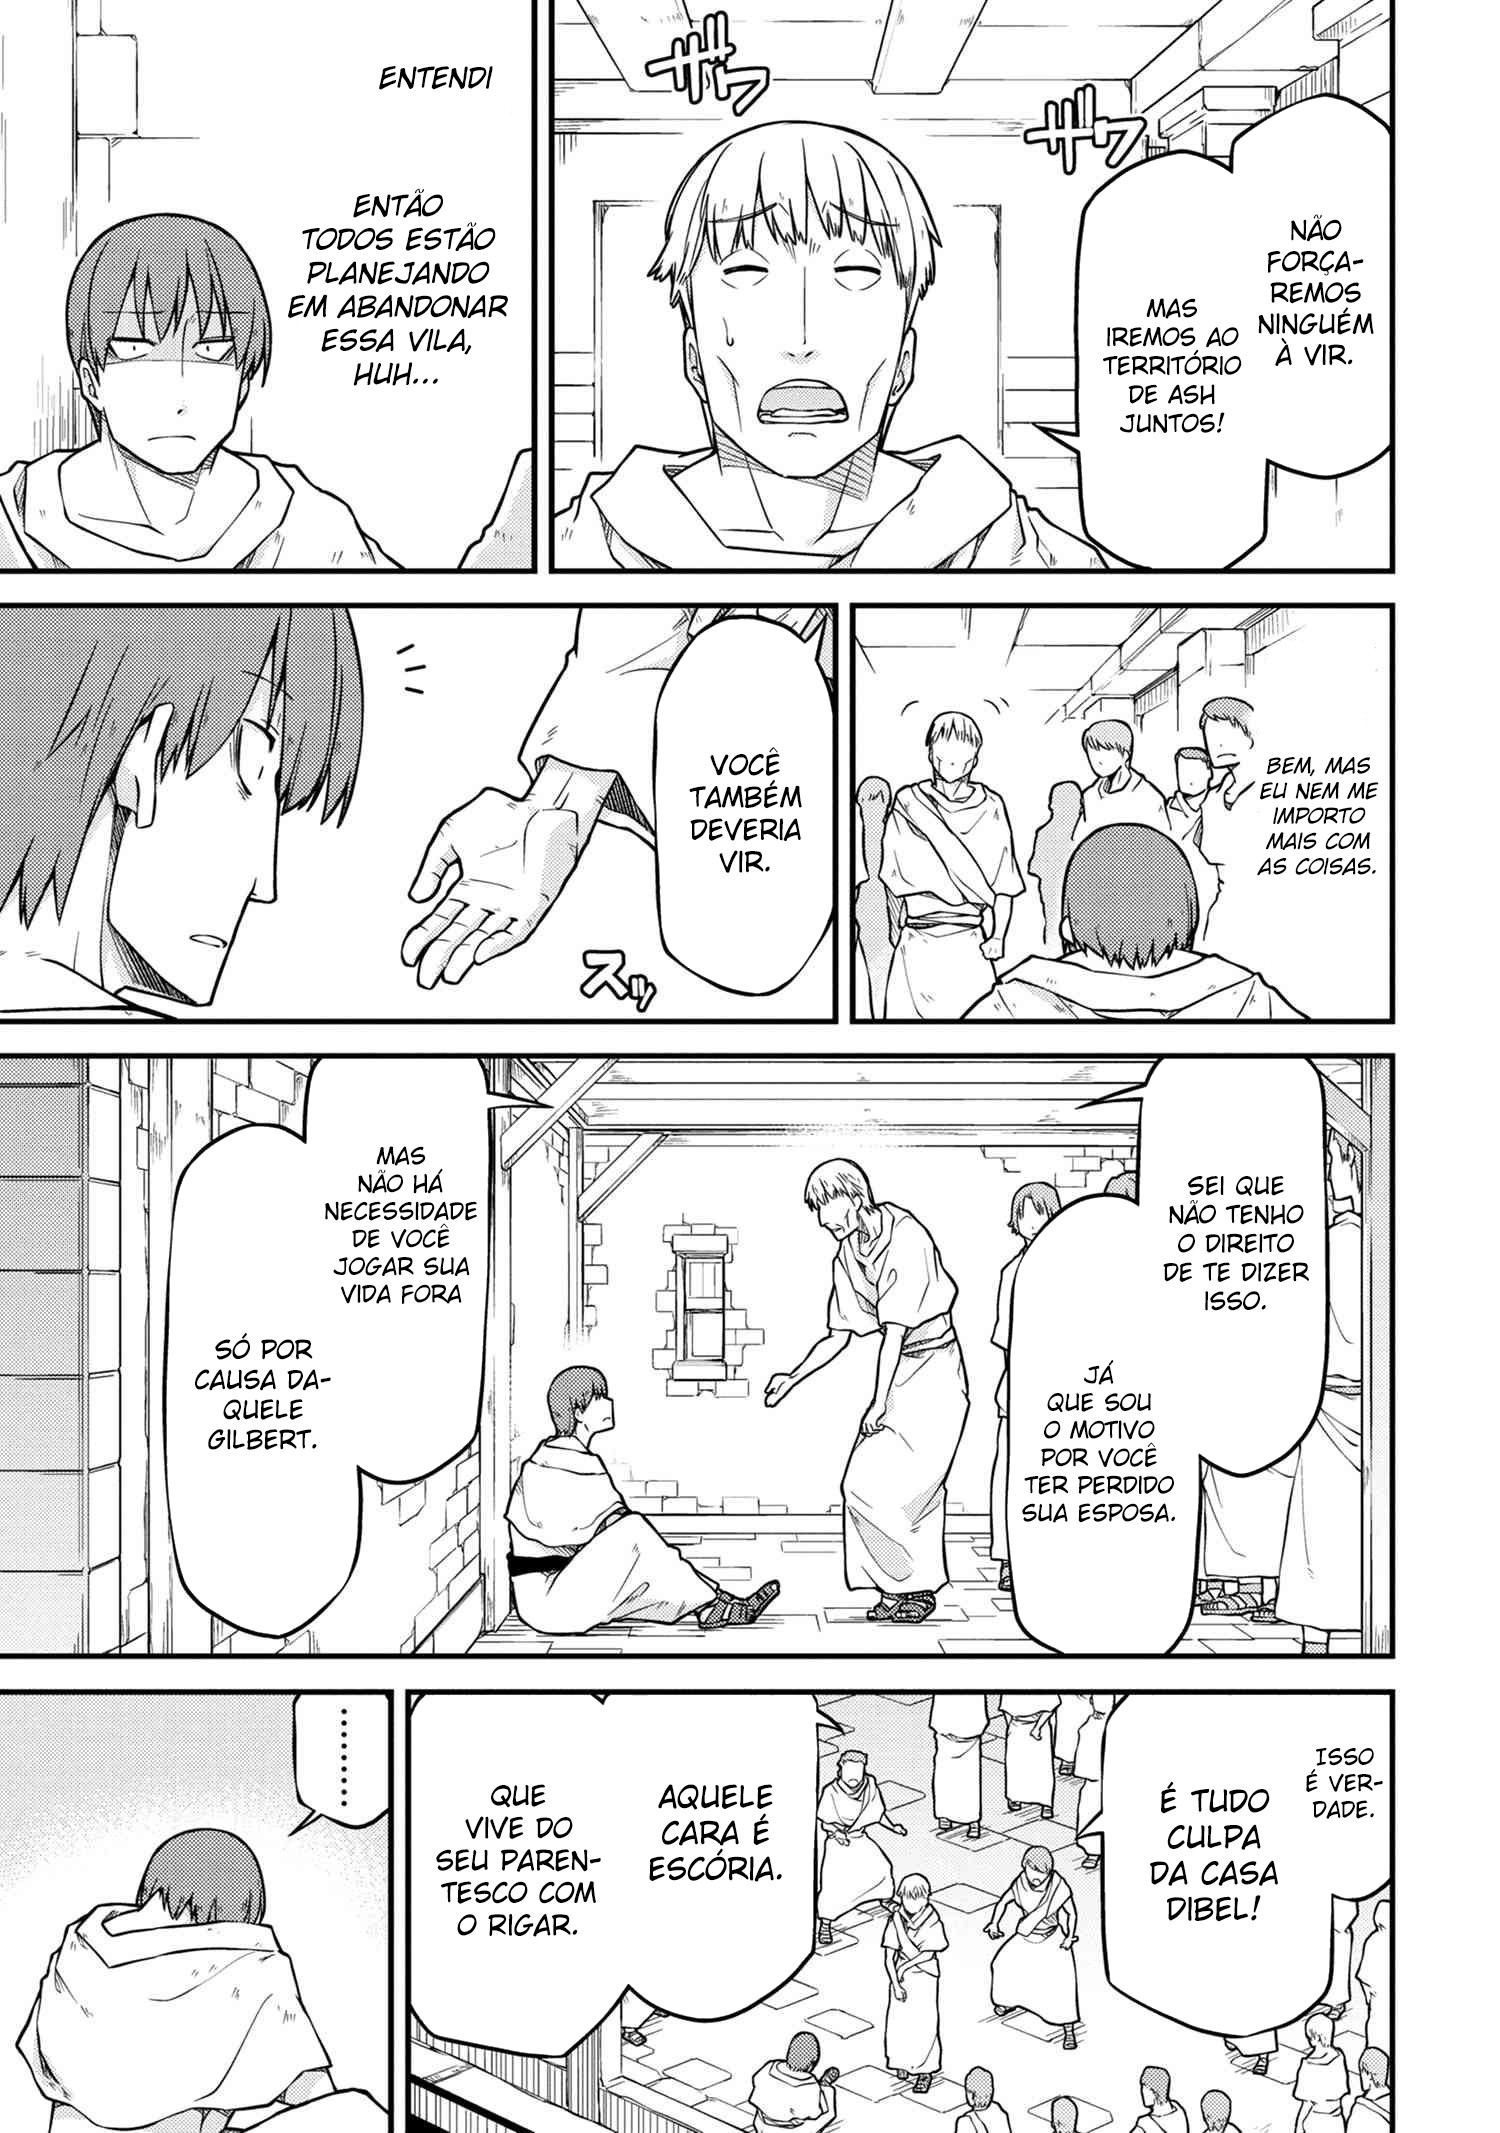 ザワ
ザワ
NÃO
FORÇA-
REMOS
NINGUÉM
À VIR.
MAS
IREMOS AO
TERRITÓRIO
DE ASH
JUNTOS!
ENTENDI
ENTÃO
TODOS ESTÃO
PLANEJANDO
EM ABANDONAR
ESSA VILA,
HUH...
BEM, MAS
EU NEM ME
IMPORTO
MAIS COM
AS COISAS.
VOCÊ
TAMBÉM
DEVERIA
VIR.
スッ
SEI QUE
NÃO TENHO
O DIREITO
DE TE DIZER
ISSO.
JÁ
QUE SOU
O MOTIVO
POR VOCÊ
TER PERDIDO
SUA ESPOSA.
MAS
NÃO HÁ
NECESSIDADE
DE VOCÊ
JOGAR SUA
VIDA FORA
SÓ POR
CAUSA DA-
QUELE
GILBERT.
ISSO
É VER-
DADE.
É TUDO
CULPA
DA CASA
DIBEL!
AQUELE
CARA É
ESCÓRIA.
QUE
VIVE DO
SEU PAREN-
TESCO COM
O RIGAR.
........